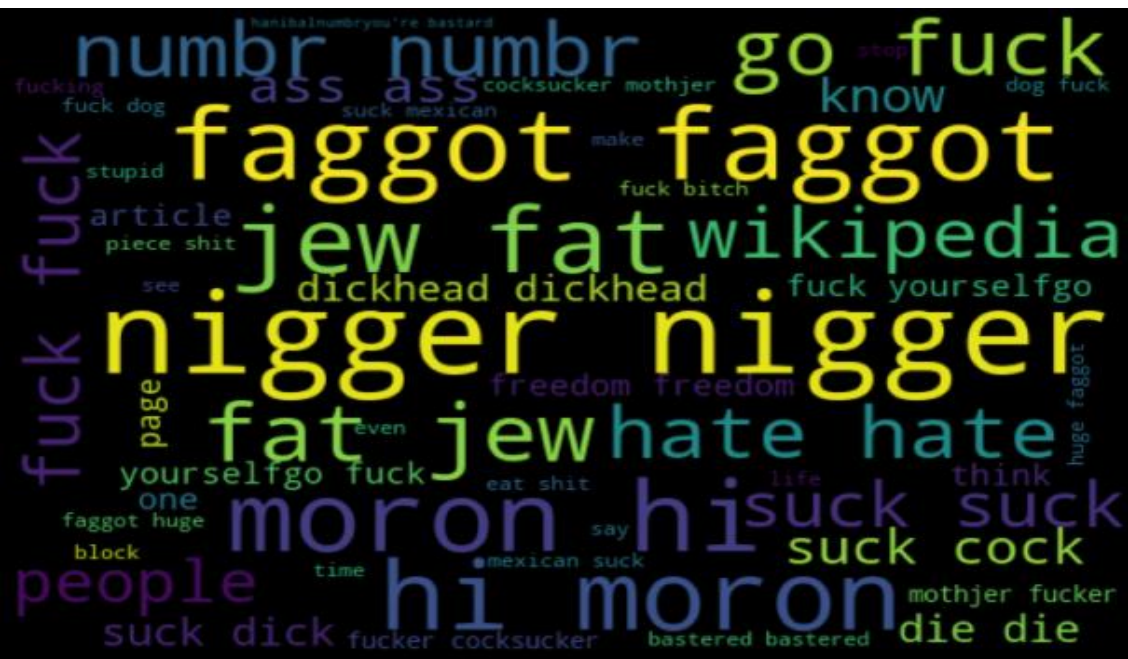 hanibalnumbryou're bastard
numbr numbr
go fuck
stop
fucking
ass ass
cocksucker mothjer
know
dog fuck
fuck dog
suck mexican
faggot faggot
make
stupid
fuck bitch
fuck fuck
article
jew fat
wikipedia
piece shit
see
dickhead dickhead
fuck yourselfgo
nigger nigger
huge faggot
freedom freedom
page
fat jew
even
hate hate
yourselfgo fuck
eat shit
life
think
one
moron hi
suck suck
faggot huge
say
suck cock
block
mexican suck
people
time
hi moron
mothjer fucker
suck dick
fucker cocksucker
bastered bastered
die die